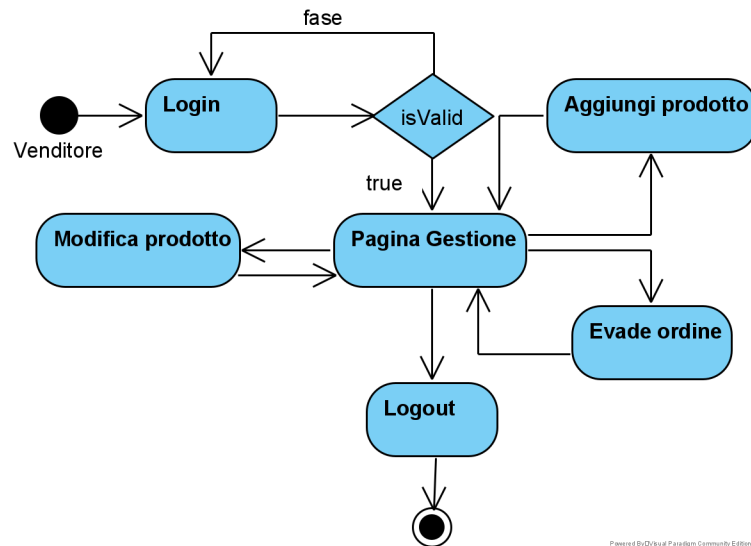 fase
Login
isValid
Aggiungi prodotto
Venditore
true
Modifica prodotto
Pagina Gestione
Evade ordine
Logout
Powered By Visual Paradigm Community Edition